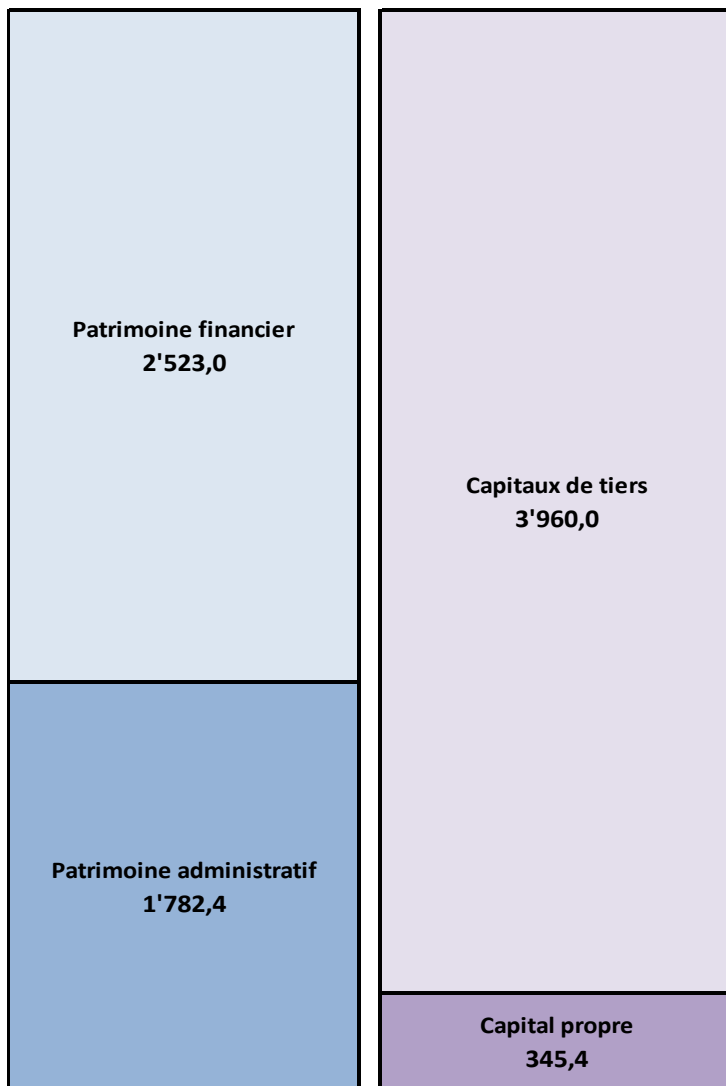 Patrimoine financier
2'523,0
Patrimoine administratif
1'782,4
Capitaux de tiers
3'960,0
Capital propre
345,4